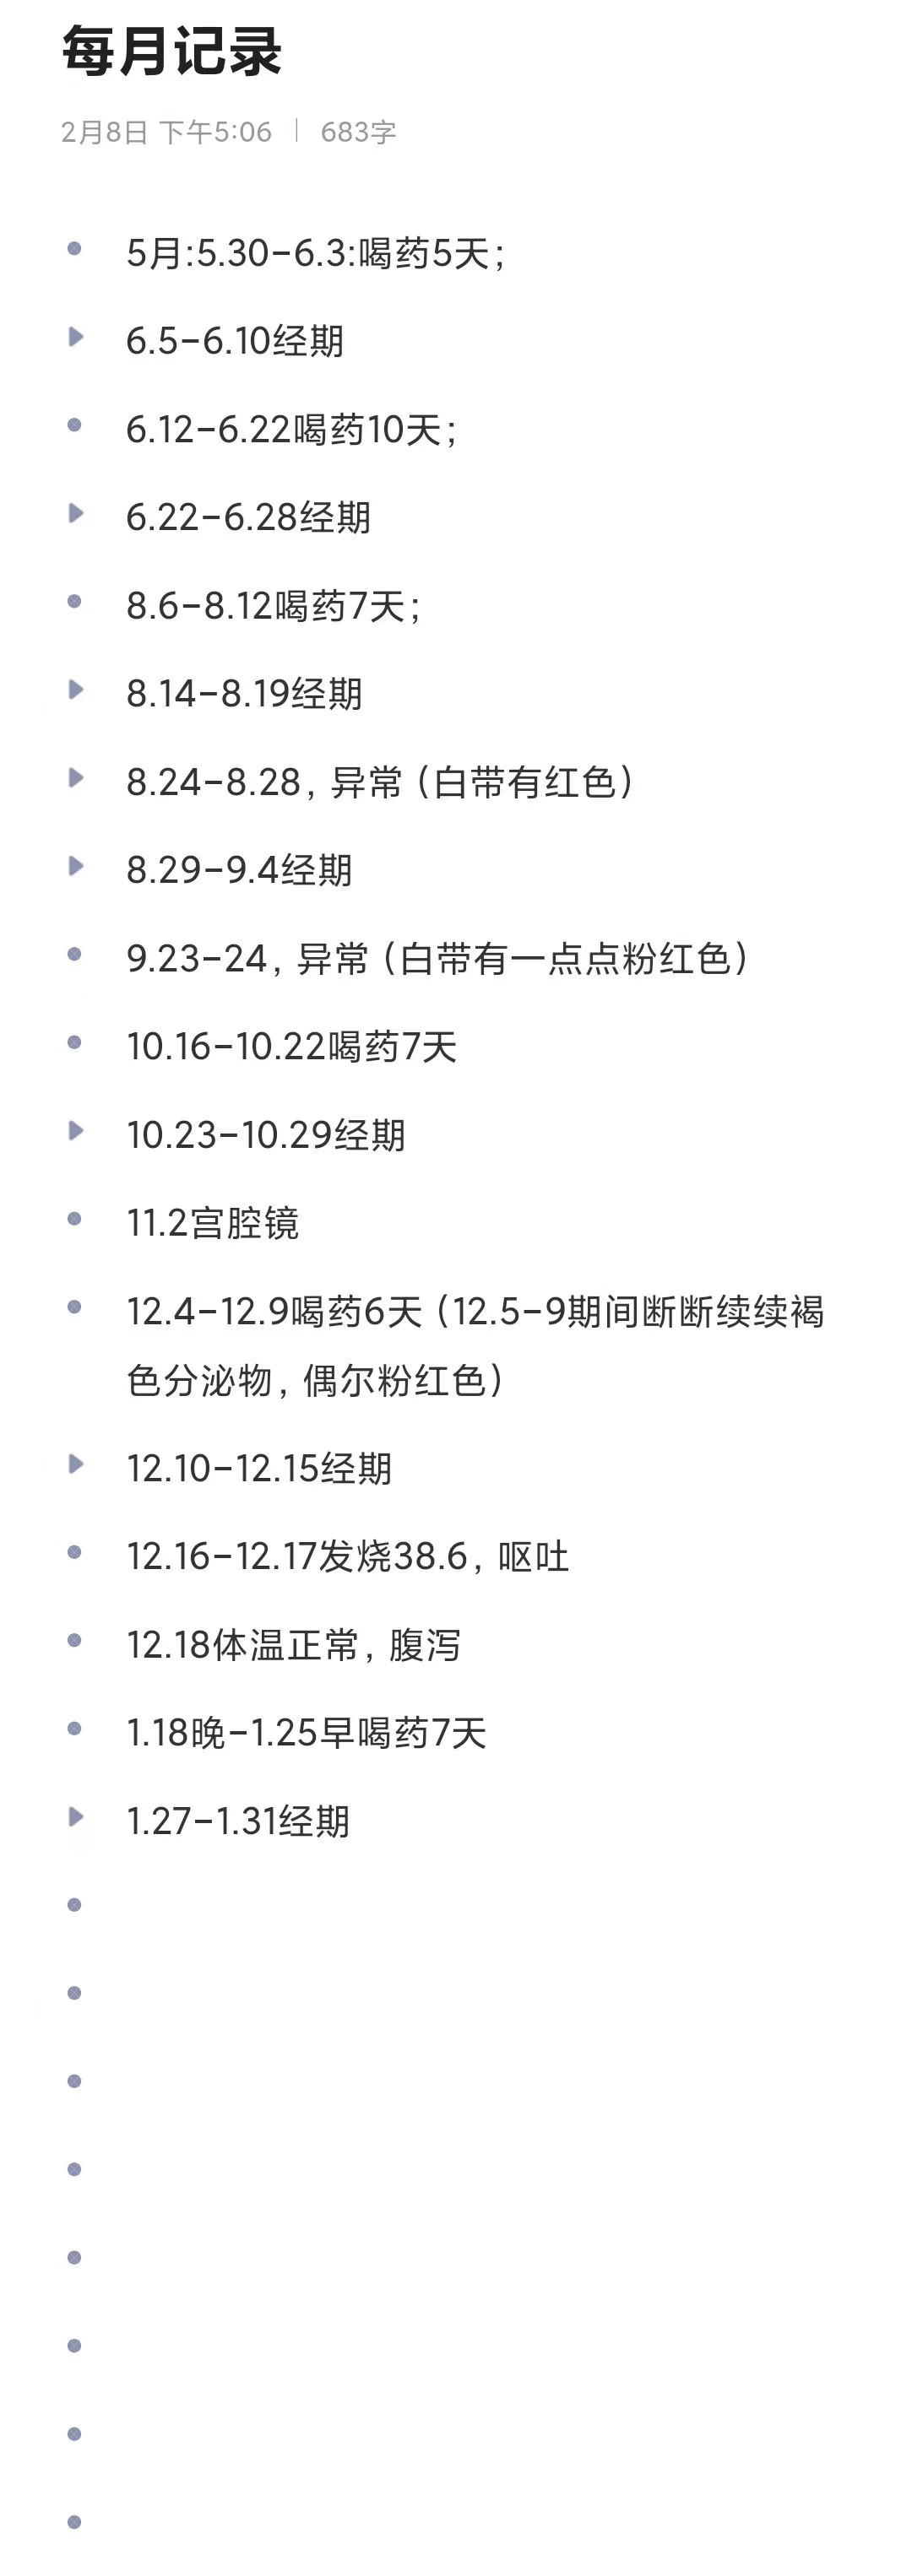 每月记录
2月8日 下午5:06 | 683字
5月:5.30-6.3:喝药5天;
6.5-6.10经期
6.12-6.22喝药10天;
6.22-6.28经期
8.6-8.12喝药7天;
8.14-8.19经期
8.24-8.28, 异常 (白带有红色)
8.29-9.4经期
9.23-24, 异常 (白带有一点点粉红色)
10.16-10.22喝药7天
10.23-10.29经期
11.2宫腔镜
12.4-12.9喝药6天 (12.5-9期间断断续续褐
色分泌物, 偶尔粉红色)
12.10-12.15经期
12.16-12.17发烧38.6, 呕吐
12.18体温正常, 腹泻
1.18晚-1.25早喝药7天
1.27-1.31经期